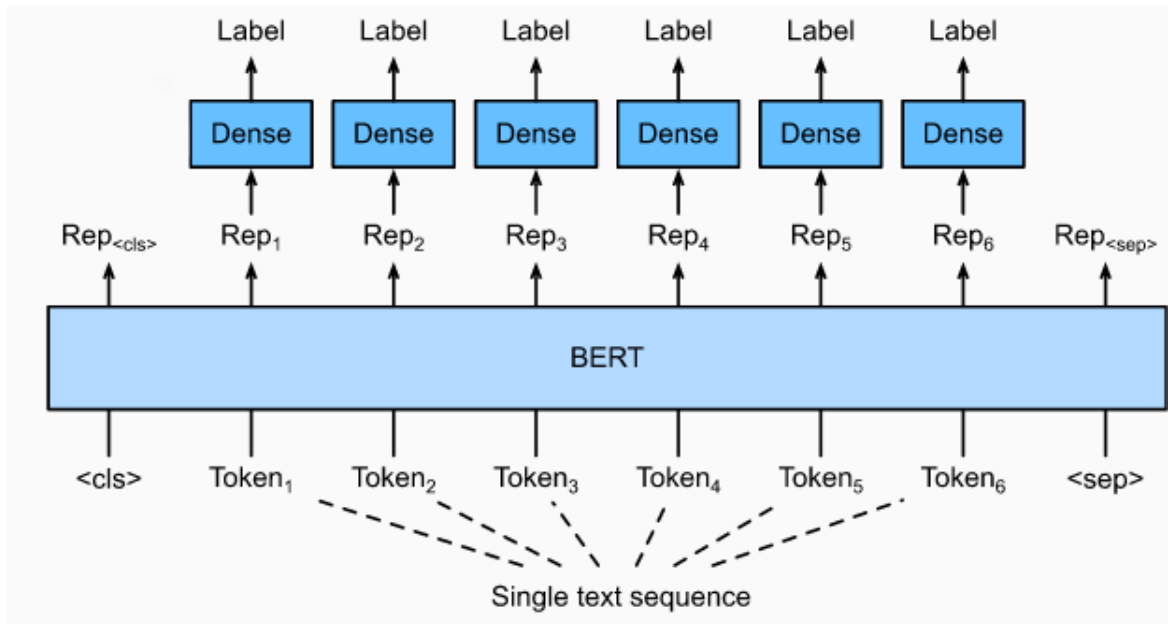 Label Label Label Label Label Label
Dense Dense Dense Dense Dense Dense
Rep<cls> Rep1 Rep2 Rep3 Rep4 Rep5 Rep6 Rep<sep>
BERT
<cls> Token1 Token2 Token3 Token4 Token5 Token6 <sep>
Single text sequence